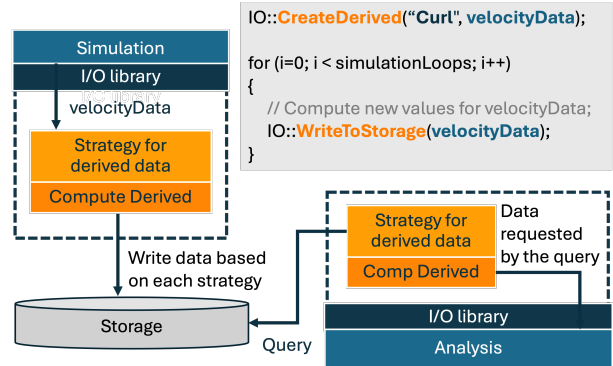 Simulation
I/O library
I/O library
velocityData
Strategy for
derived data
Compute Derived
Write data based
on each strategy
Storage
IO::CreateDerived(“Curl", velocityData);
for (i=0; i < simulationLoops; i++)
{
// Compute new values for velocityData;
IO::WriteToStorage(velocityData);
}
Strategy for
derived data
Comp Derived
Data
requested
by the query
I/O library
Analysis
Query